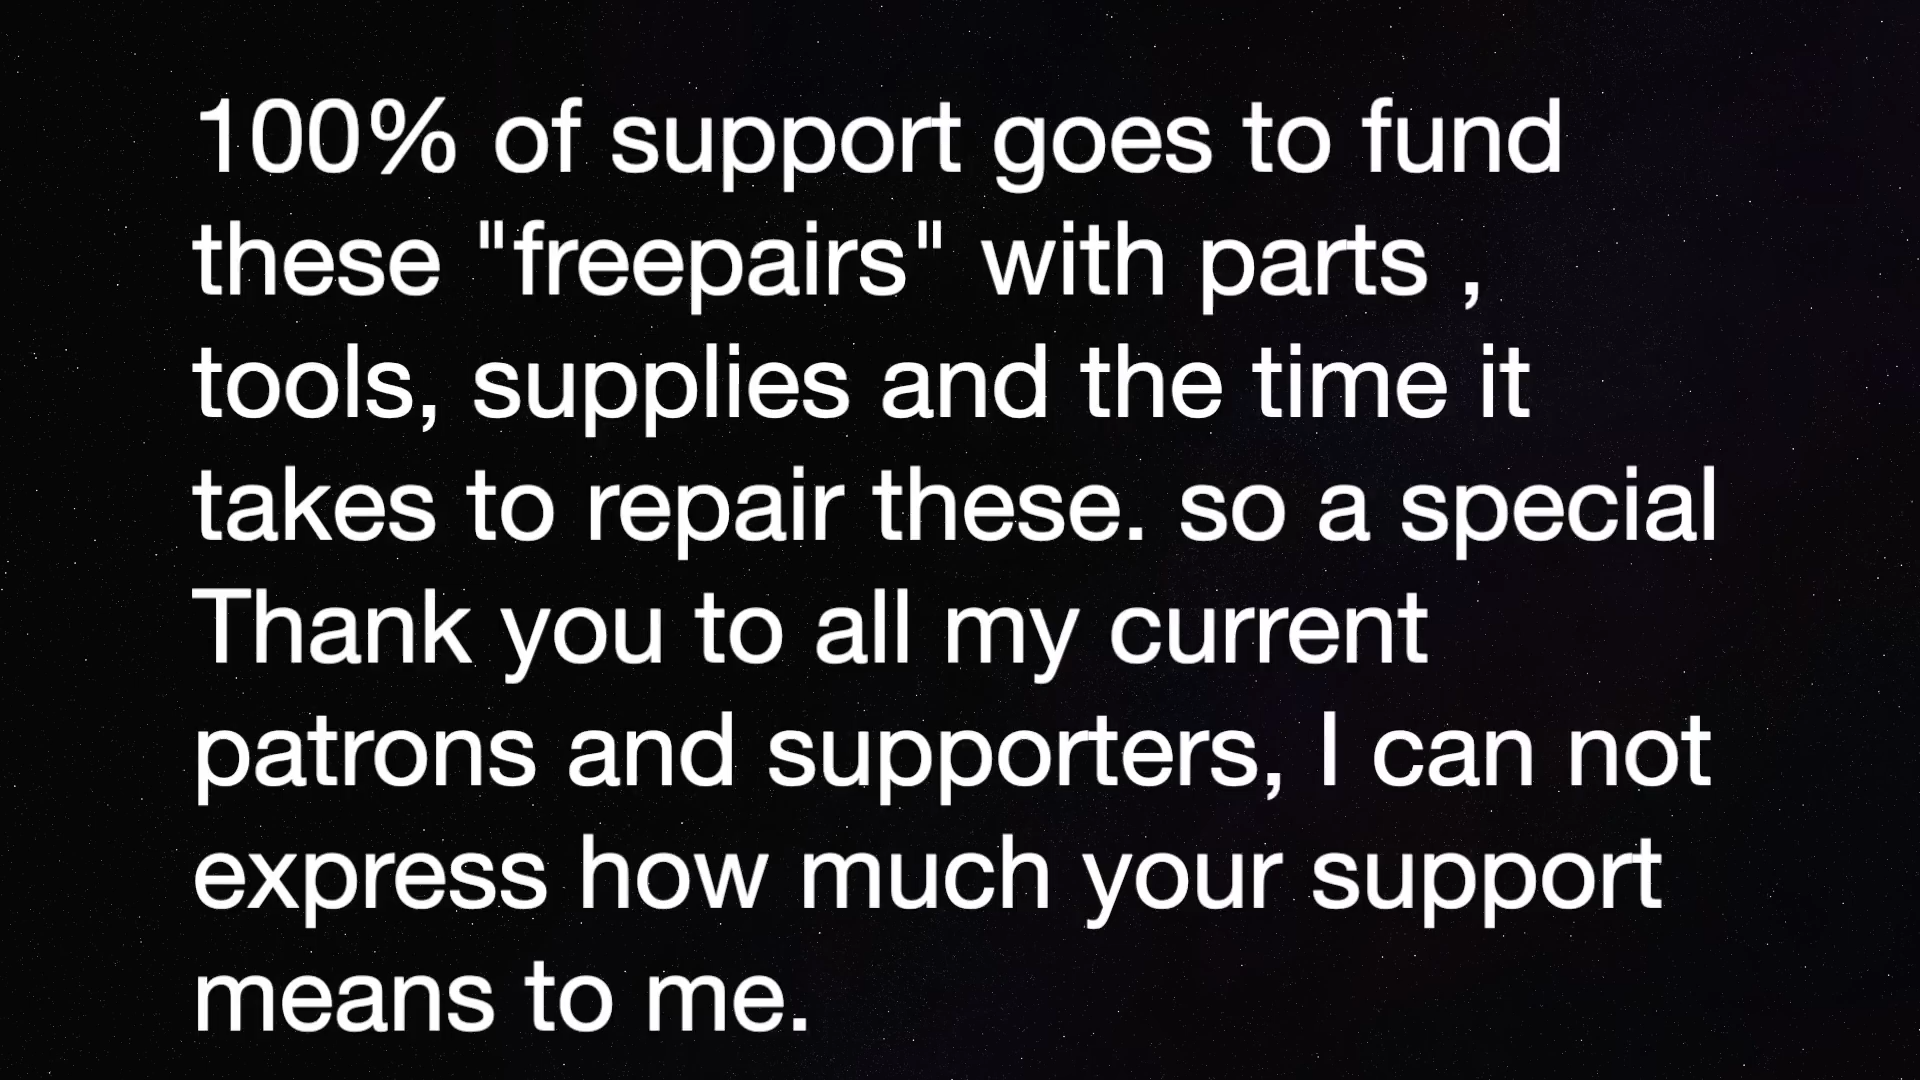 100% of support goes to fund
these "freepairs" with parts ,
tools, supplies and the time it
takes to repair these. so a special
Thank you to all my current
patrons and supporters, I can not
express how much your support
means to me.